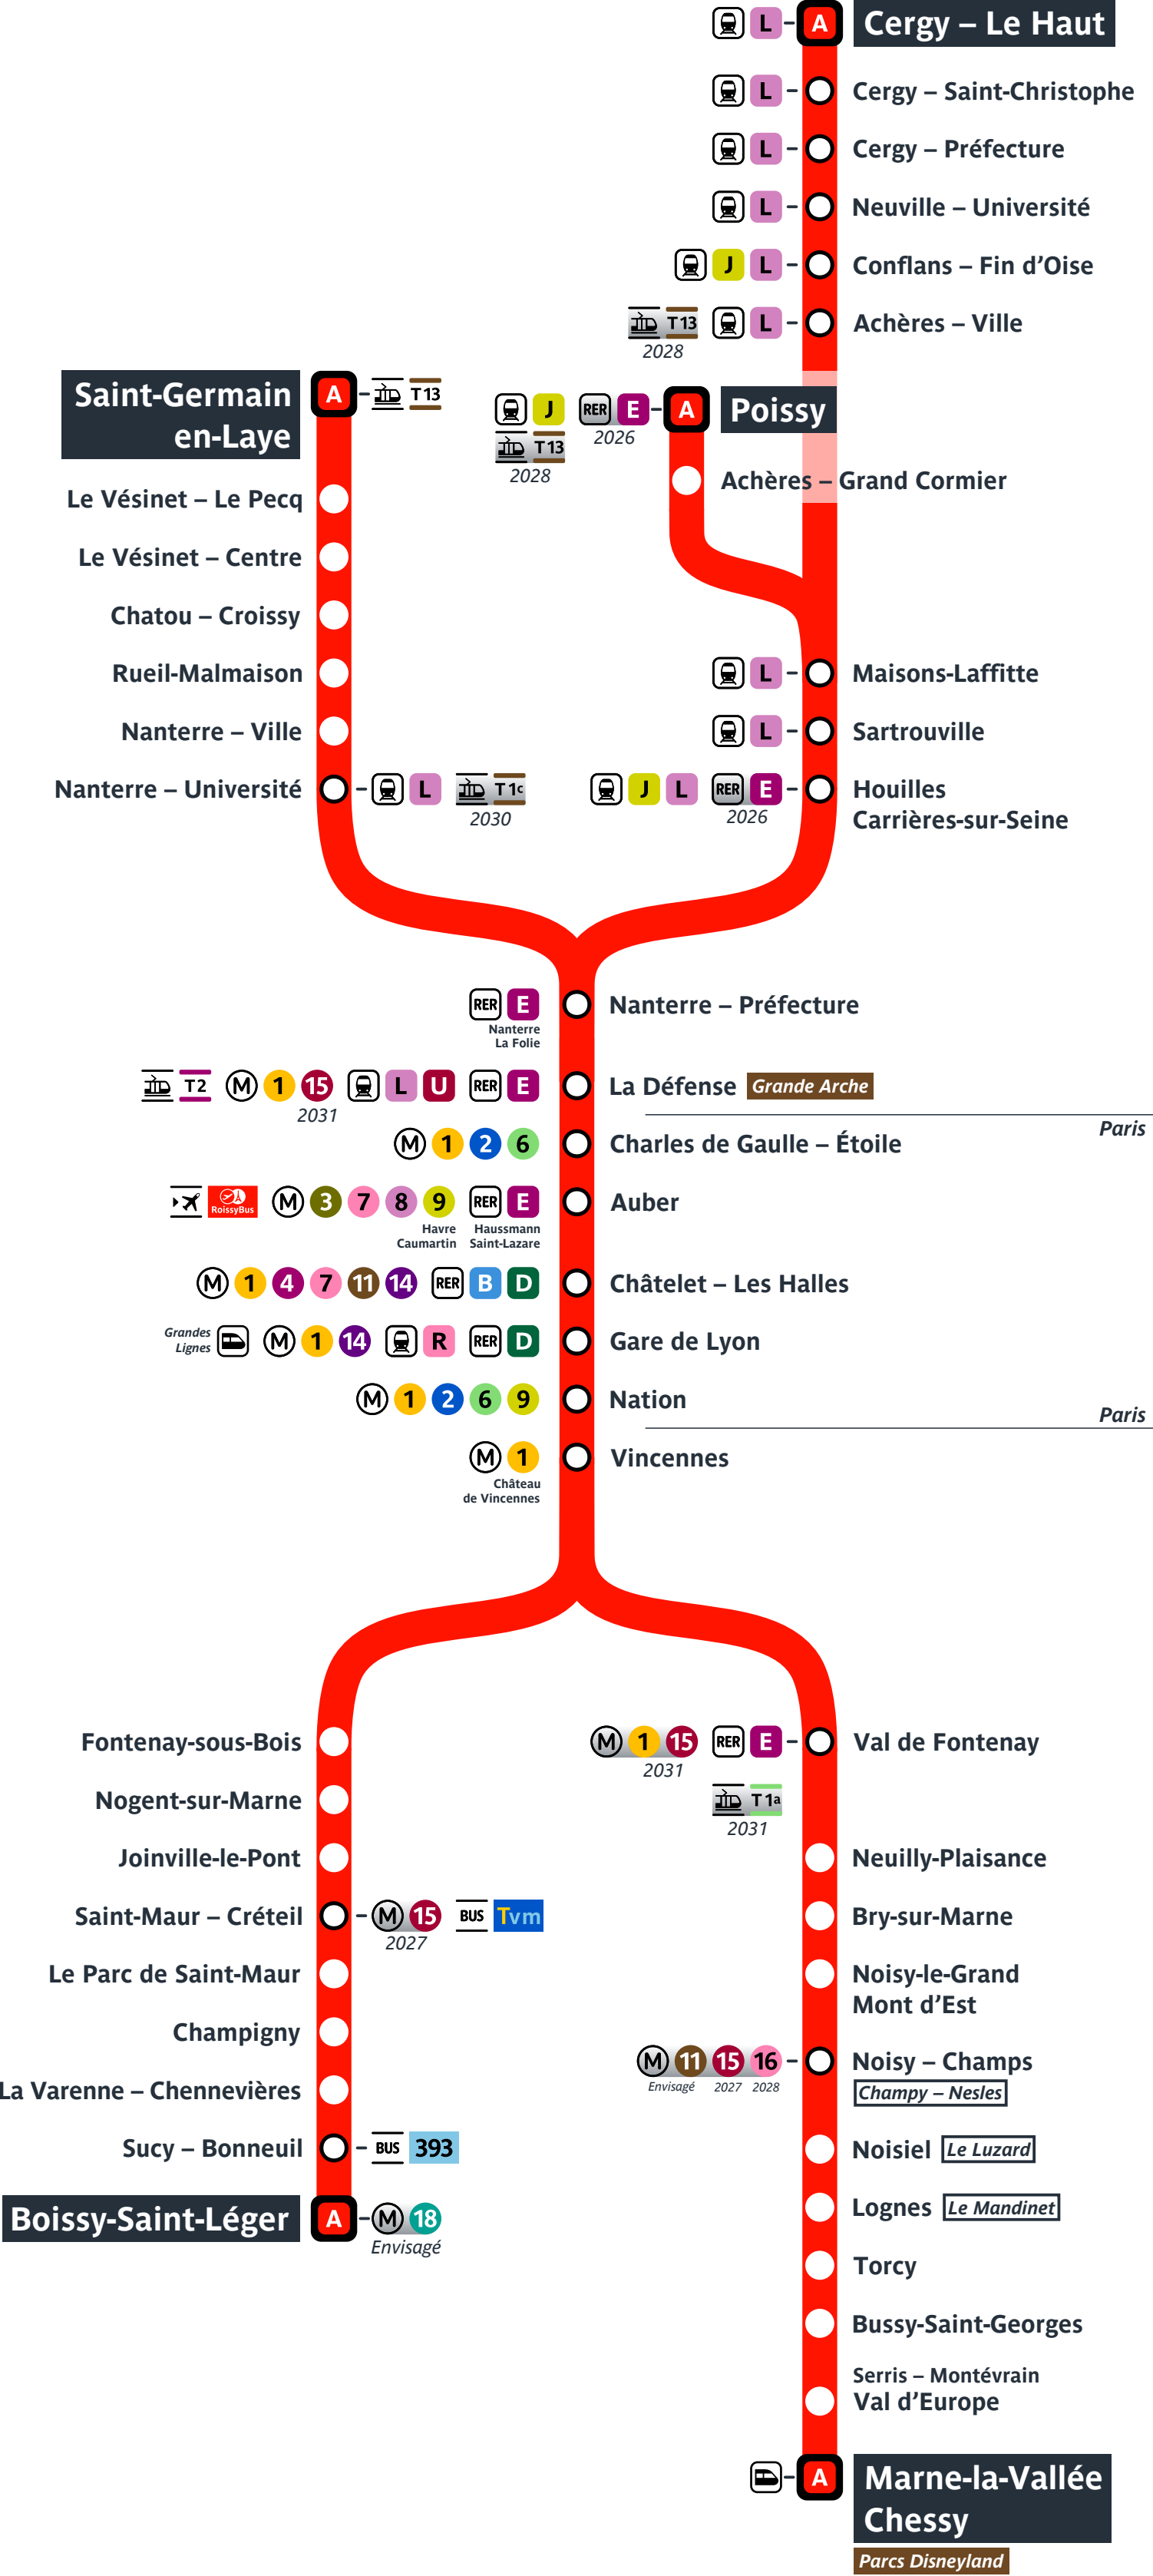 L A Cergy – Le Haut
L Cergy – Saint-Christophe
L Cergy – Préfecture
L Neuville – Université
J L Conflans – Fin d’Oise
T13 L Achères – Ville
2028
Saint-Germain
en-Laye
A T13
J RER E A Poissy
2026
T13
2028
Achères – Grand Cormier
Le Vésinet – Le Pecq
Le Vésinet – Centre
Chatou – Croissy
Rueil-Malmaison
Nanterre – Ville
Nanterre – Université L T1c
2030
L Maisons-Laffitte
L Sartrouville
J L RER E Houilles
Carrières-sur-Seine
2026
RER E Nanterre – Préfecture
Nanterre
La Folie
T2 M 1 15 L U RER E La Défense Grande Arche
2031
Paris
M 1 2 6 Charles de Gaulle – Étoile
RoissyBus M 3 7 8 9 RER E Auber
Havre
Caumartin
Haussmann
Saint-Lazare
M 1 4 7 11 14 RER B D Châtelet – Les Halles
Grandes
Lignes
M 1 14 R RER D Gare de Lyon
M 1 2 6 9 Nation
Paris
M 1 Vincennes
Château
de Vincennes
Fontenay-sous-Bois
Nogent-sur-Marne
Joinville-le-Pont
Saint-Maur – Créteil M 15 BUS Tvm
2027
Le Parc de Saint-Maur
Champigny
La Varenne – Chennevières
Sucy – Bonneuil BUS 393
Boissy-Saint-Léger A M 18
Envisagé
M 1 15 RER E Val de Fontenay
2031
T1a
2031
Neuilly-Plaisance
Bry-sur-Marne
Noisy-le-Grand
Mont d’Est
M 11 15 16 Noisy – Champs
Envisagé 2027 2028
Champy – Nesles
Noisiel Le Luzard
Lognes Le Mandinet
Torcy
Bussy-Saint-Georges
Serris – Montévrain
Val d’Europe
A Marne-la-Vallée
Chessy
Parcs Disneyland